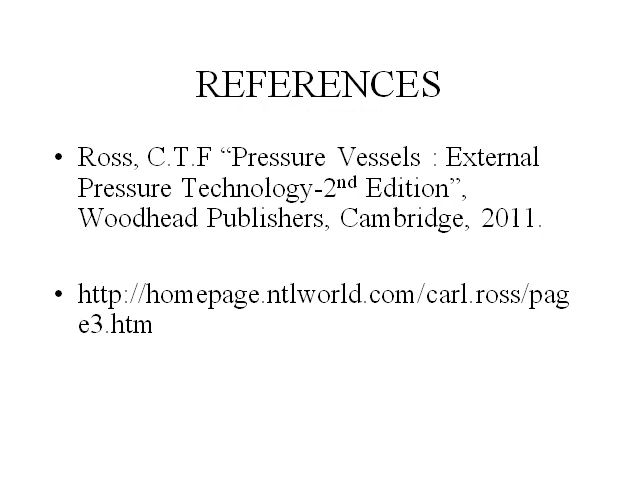 REFERENCES
• Ross, C.T.F “Pressure Vessels : External
Pressure Technology-2nd Edition”,
Woodhead Publishers, Cambridge, 2011.
• http://homepage.ntlworld.com/carl.ross/pag
e3.htm